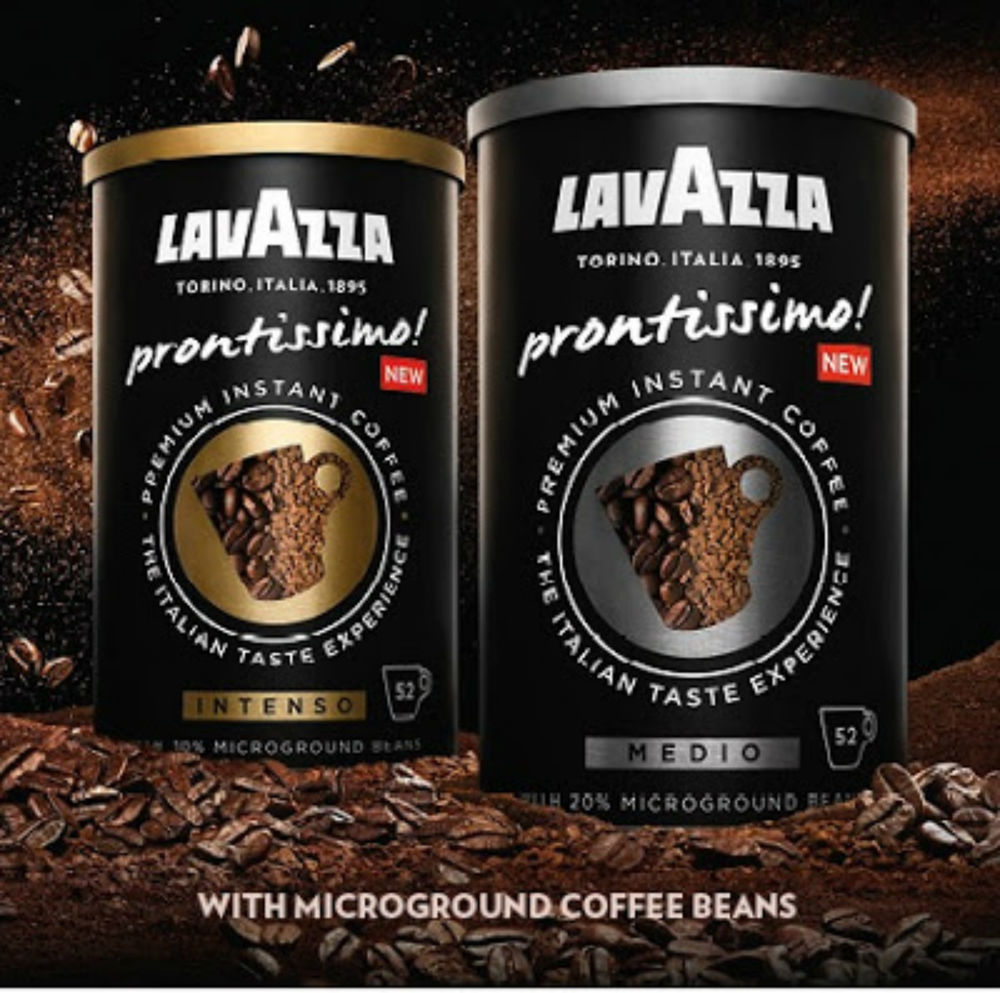 LAVAZZA
TORINO, ITALIA, 1895
prontissimo!
NEW
PREMIUM INSTANT COFFEE
THE ITALIAN TASTE EXPERIENCE
52
INTENSO
10% MICROGROUND BEANS
LAVAZZA
TORINO, ITALIA, 1895
prontissimo!
NEW
PREMIUM INSTANT COFFEE
THE ITALIAN TASTE EXPERIENCE
52
MEDIO
WITH 20% MICROGROUND BEANS
WITH MICROGROUND COFFEE BEANS